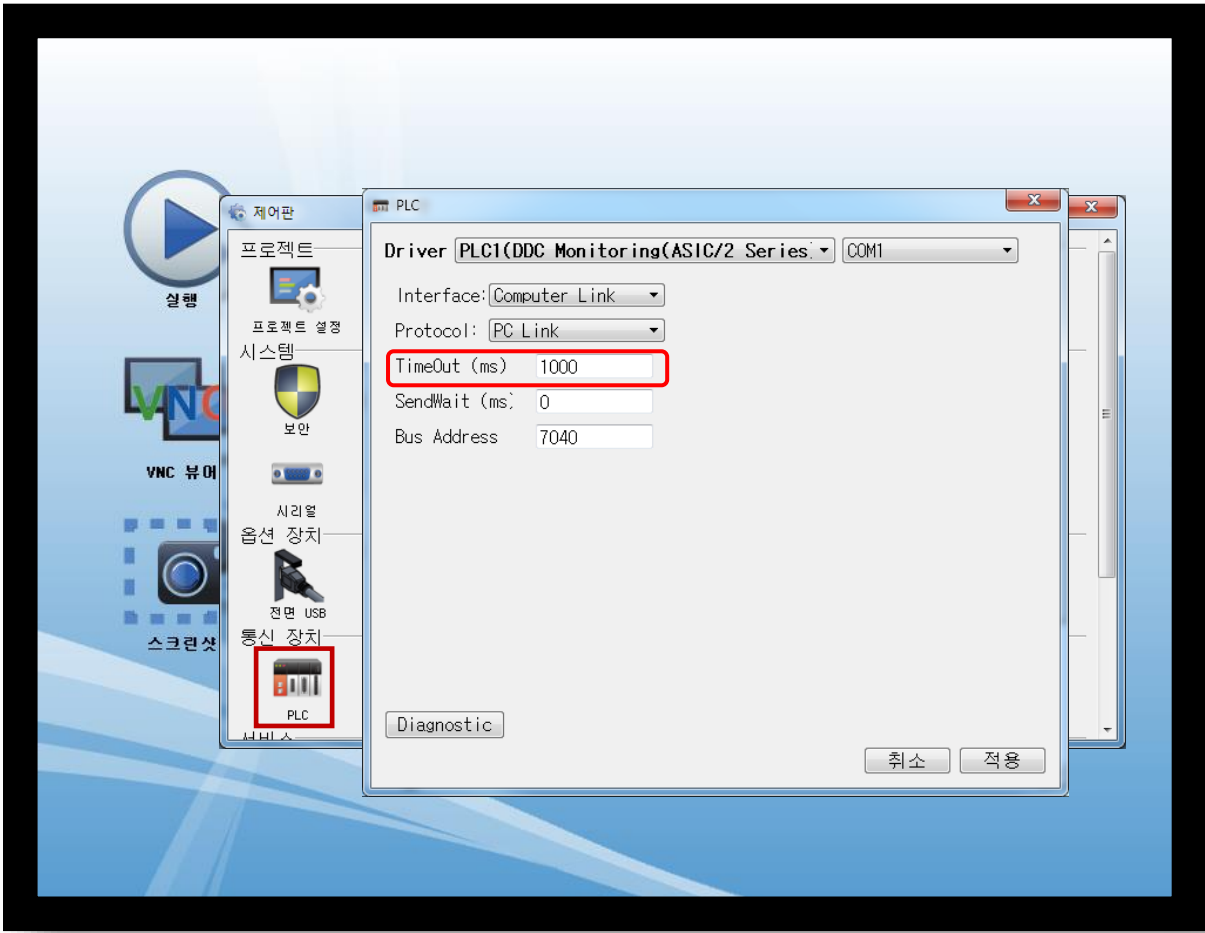 실행
VNC 뷰어
스크린샷
제어판
프로젝트
프로젝트 설정
시스템
보안
시리얼
옵션 장치
전면 USB
통신 장치
PLC
서비스
PLC
Driver PLC1(DDC Monitoring(ASIC/2 Series) COM1
Interface: Computer Link
Protocol: PC Link
TimeOut (ms) 1000
SendWait (ms) 0
Bus Address 7040
Diagnostic
취소 적용